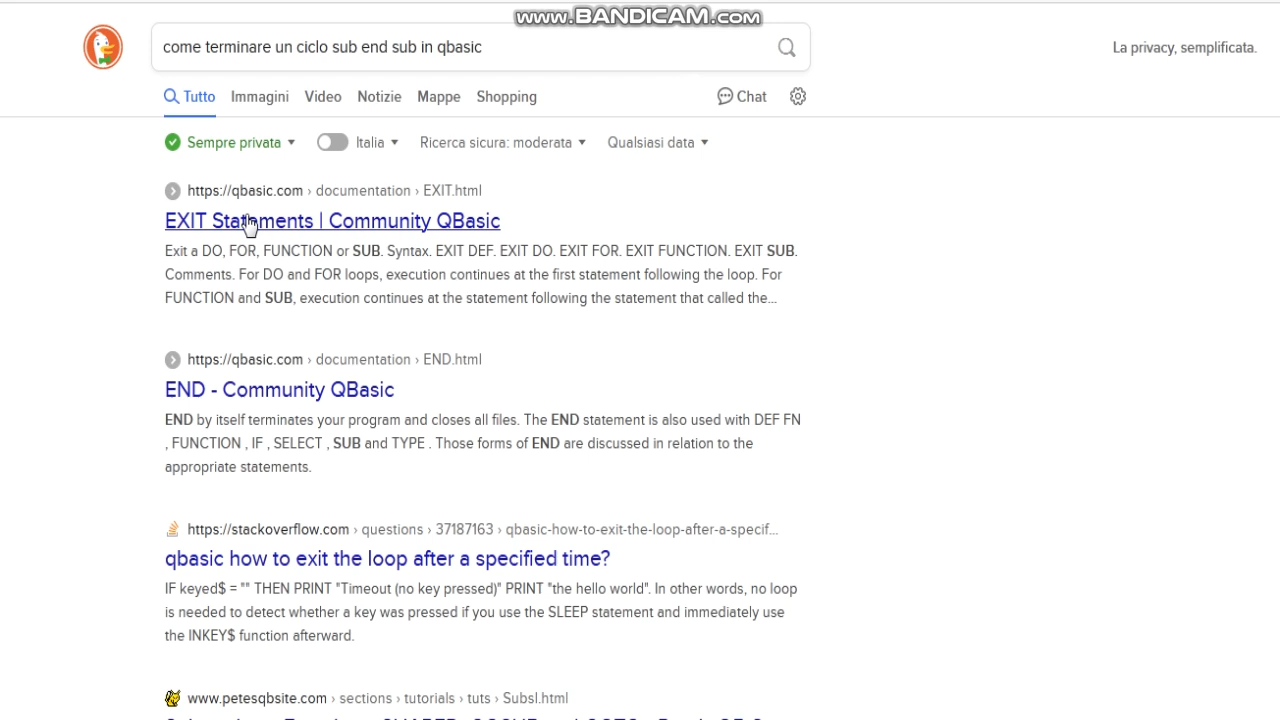 www.BANDICAM.com
come terminare un ciclo sub end sub in qbasic
La privacy, semplificata.
Tutto Immagini Video Notizie Mappe Shopping Chat
Sempre privata Italia Ricerca sicura: moderata Qualsiasi data
https://qbasic.com › documentation › EXIT.html
EXIT Statements | Community QBasic
Exit a DO, FOR, FUNCTION or SUB. Syntax. EXIT DEF. EXIT DO. EXIT FOR. EXIT FUNCTION. EXIT SUB.
Comments. For DO and FOR loops, execution continues at the first statement following the loop. For
FUNCTION and SUB, execution continues at the statement following the statement that called the...
https://qbasic.com › documentation › END.html
END - Community QBasic
END by itself terminates your program and closes all files. The END statement is also used with DEF FN
, FUNCTION , IF , SELECT , SUB and TYPE . Those forms of END are discussed in relation to the
appropriate statements.
https://stackoverflow.com › questions › 37187163 › qbasic-how-to-exit-the-loop-after-a-specif...
qbasic how to exit the loop after a specified time?
IF keyed$ = "" THEN PRINT "Timeout (no key pressed)" PRINT "the hello world". In other words, no loop
is needed to detect whether a key was pressed if you use the SLEEP statement and immediately use
the INKEY$ function afterward.
www.petesqbsite.com › sections › tutorials › tuts › Subsl.html